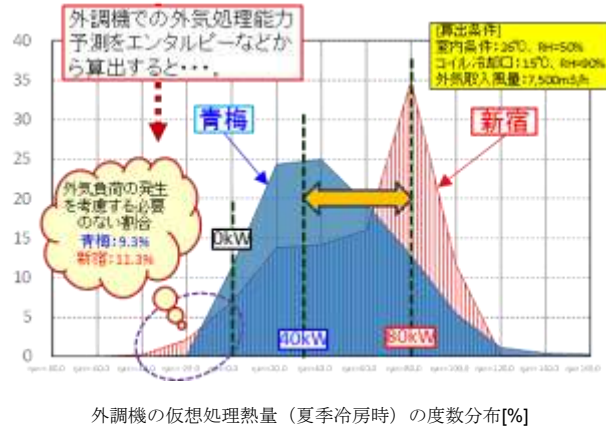 外調機での外気処理能力
予測をエンタルピーなどか
ら算出すると・・・。
[算出条件]
室内条件:26℃、RH=50%
コイル冷却口:15℃、RH=90%
外気取入風量:7,500m3/h
青梅
新宿
外気負荷の発生
を考慮する必要
のない割合
青梅:9.3%
新宿:11.3%
0kW
40kW
80kW
40
35
30
25
20
15
10
5
0
外調機の仮想処理熱量（夏季冷房時）の度数分布[%]